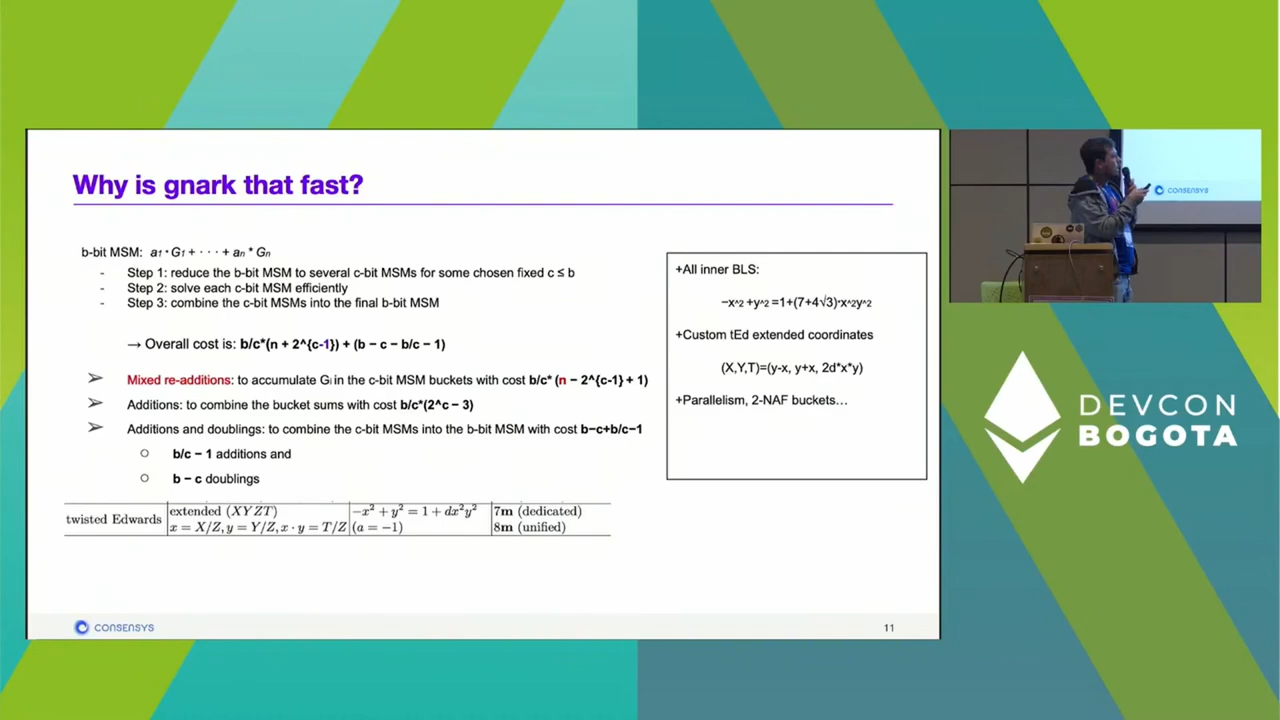 Why is gnark that fast?
b-bit MSM: a₁ * G₁ + · · · + aₙ * Gₙ
- Step 1: reduce the b-bit MSM to several c-bit MSMs for some chosen fixed c ≤ b
- Step 2: solve each c-bit MSM efficiently
- Step 3: combine the c-bit MSMs into the final b-bit MSM
→ Overall cost is: b/c*(n + 2^{c-1}) + (b − c − b/c − 1)
➢ Mixed re-additions: to accumulate Gᵢ in the c-bit MSM buckets with cost b/c* (n − 2^{c-1} + 1)
➢ Additions: to combine the bucket sums with cost b/c*(2^c − 3)
➢ Additions and doublings: to combine the c-bit MSMs into the b-bit MSM with cost b−c+b/c−1
○ b/c − 1 additions and
○ b − c doublings
twisted Edwards
extended (XYZT)
x = X/Z, y = Y/Z, x · y = T/Z
−x² + y² = 1 + dx²y²
(a = −1)
7m (dedicated)
8m (unified)
+All inner BLS:
−x^2 +y^2 =1+(7+4√3)*x^2y^2
+Custom tEd extended coordinates
(X,Y,T)=(y-x, y+x, 2d*x*y)
+Parallelism, 2-NAF buckets…
CONSENSYS
11
CONSENSYS
DEVCON
BOGOTA